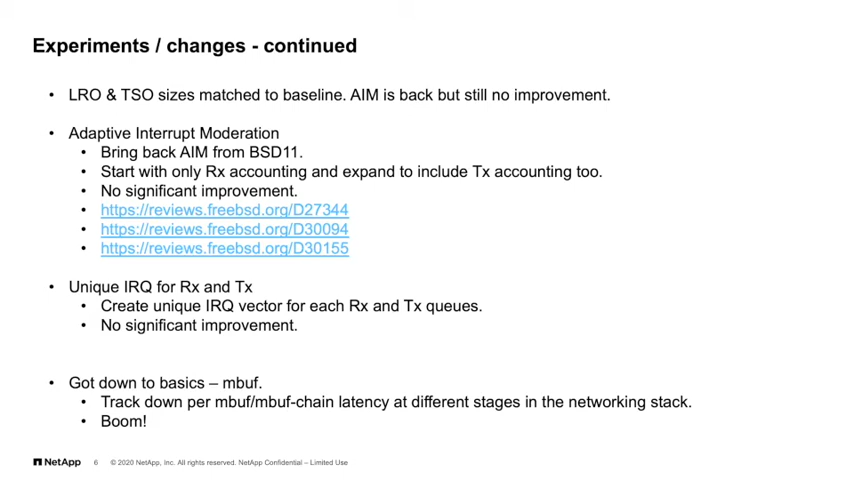 Experiments / changes - continued
• LRO & TSO sizes matched to baseline. AIM is back but still no improvement.
• Adaptive Interrupt Moderation
• Bring back AIM from BSD11.
• Start with only Rx accounting and expand to include Tx accounting too.
• No significant improvement.
• https://reviews.freebsd.org/D27344
• https://reviews.freebsd.org/D30094
• https://reviews.freebsd.org/D30155
• Unique IRQ for Rx and Tx
• Create unique IRQ vector for each Rx and Tx queues.
• No significant improvement.
• Got down to basics – mbuf.
• Track down per mbuf/mbuf-chain latency at different stages in the networking stack.
• Boom!
NetApp 6 © 2020 NetApp, Inc. All rights reserved. NetApp Confidential – Limited Use